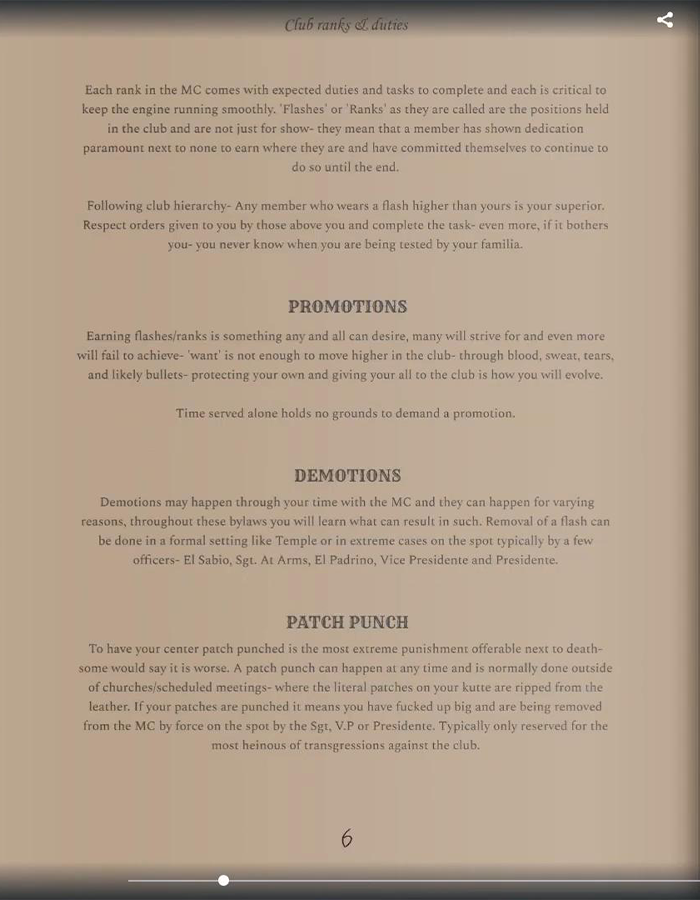 Club ranks & duties
Each rank in the MC comes with expected duties and tasks to complete and each is critical to
keep the engine running smoothly. 'Flashes' or 'Ranks' as they are called are the positions held
in the club and are not just for show- they mean that a member has shown dedication
paramount next to none to earn where they are and have committed themselves to continue to
do so until the end.
Following club hierarchy- Any member who wears a flash higher than yours is your superior.
Respect orders given to you by those above you and complete the task- even more, if it bothers
you- you never know when you are being tested by your familia.
PROMOTIONS
Earning flashes/ranks is something any and all can desire, many will strive for and even more
will fail to achieve- 'want' is not enough to move higher in the club- through blood, sweat, tears,
and likely bullets- protecting your own and giving your all to the club is how you will evolve.
Time served alone holds no grounds to demand a promotion.
DEMOTIONS
Demotions may happen through your time with the MC and they can happen for varying
reasons, throughout these bylaws you will learn what can result in such. Removal of a flash can
be done in a formal setting like Temple or in extreme cases on the spot typically by a few
officers- El Sabio, Sgt. At Arms, El Padrino, Vice Presidente and Presidente.
PATCH PUNCH
To have your center patch punched is the most extreme punishment offerable next to death-
some would say it is worse. A patch punch can happen at any time and is normally done outside
of churches/scheduled meetings- where the literal patches on your kutte are ripped from the
leather. If your patches are punched it means you have fucked up big and are being removed
from the MC by force on the spot by the Sgt, V.P or Presidente. Typically only reserved for the
most heinous of transgressions against the club.
6